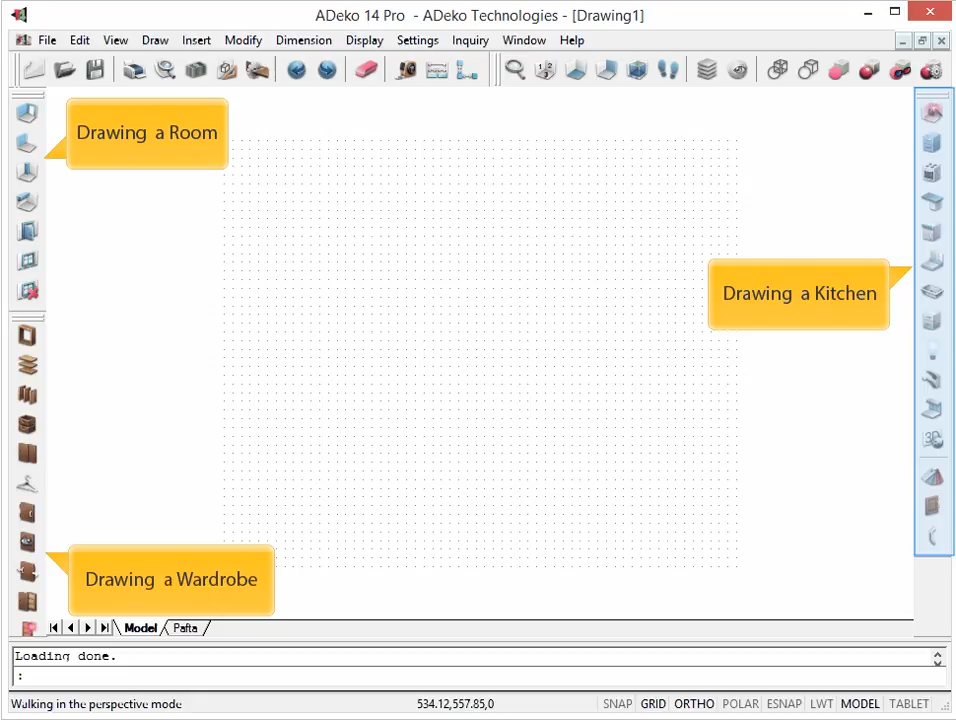 ADeko 14 Pro - ADeko Technologies - [Drawing1]
File Edit View Draw Insert Modify Dimension Display Settings Inquiry Window Help
Drawing a Room
Drawing a Kitchen
Drawing a Wardrobe
Model Pafta
Loading done.
:
Walking in the perspective mode 534.12,557.85,0 SNAP GRID ORTHO POLAR ESNAP LWT MODEL TABLET